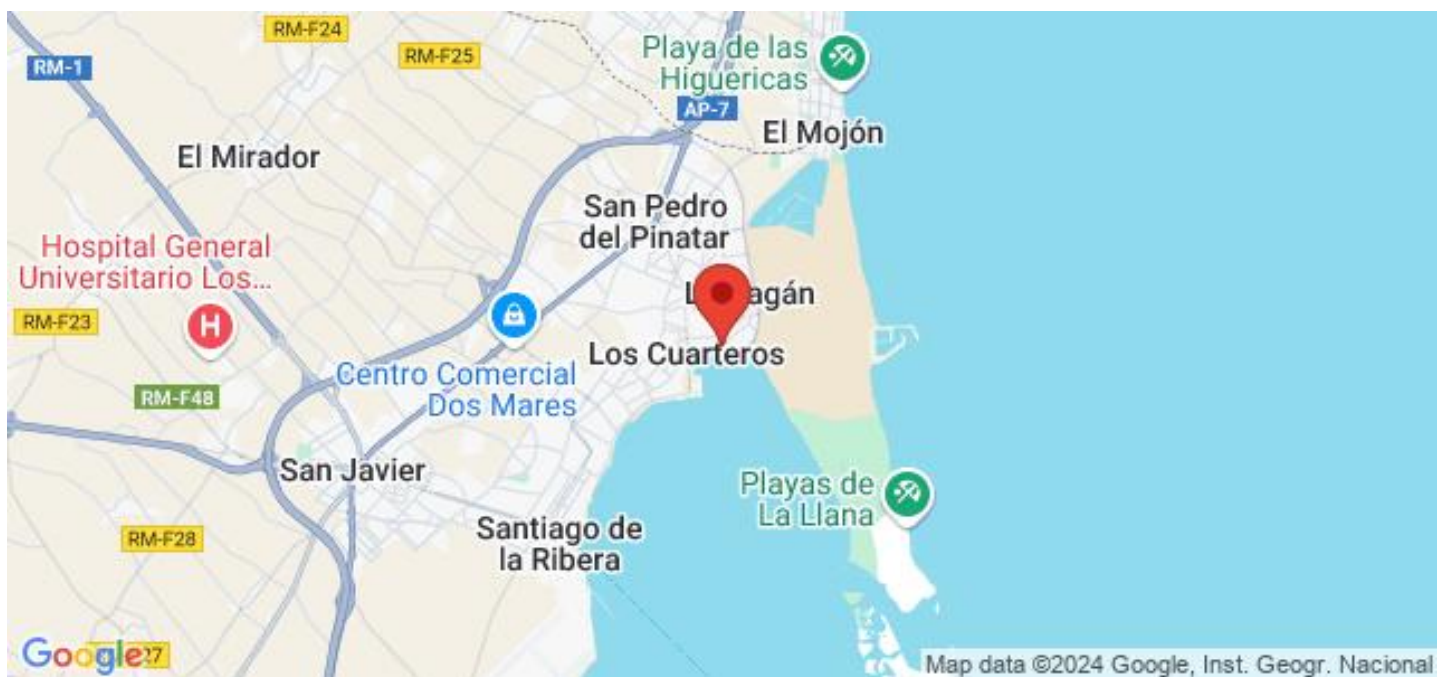 RM-F24
RM-1
RM-F25
Playa de las
Higuericas
AP-7
El Mojón
El Mirador
San Pedro
del Pinatar
Hospital General
Universitario Los...
H
RM-F23
agán
Los Cuarteros
Centro Comercial
Dos Mares
RM-F48
San Javier
Playas de
La Llana
Santiago de
la Ribera
RM-F28
Google
Map data ©2024 Google, Inst. Geogr. Nacional